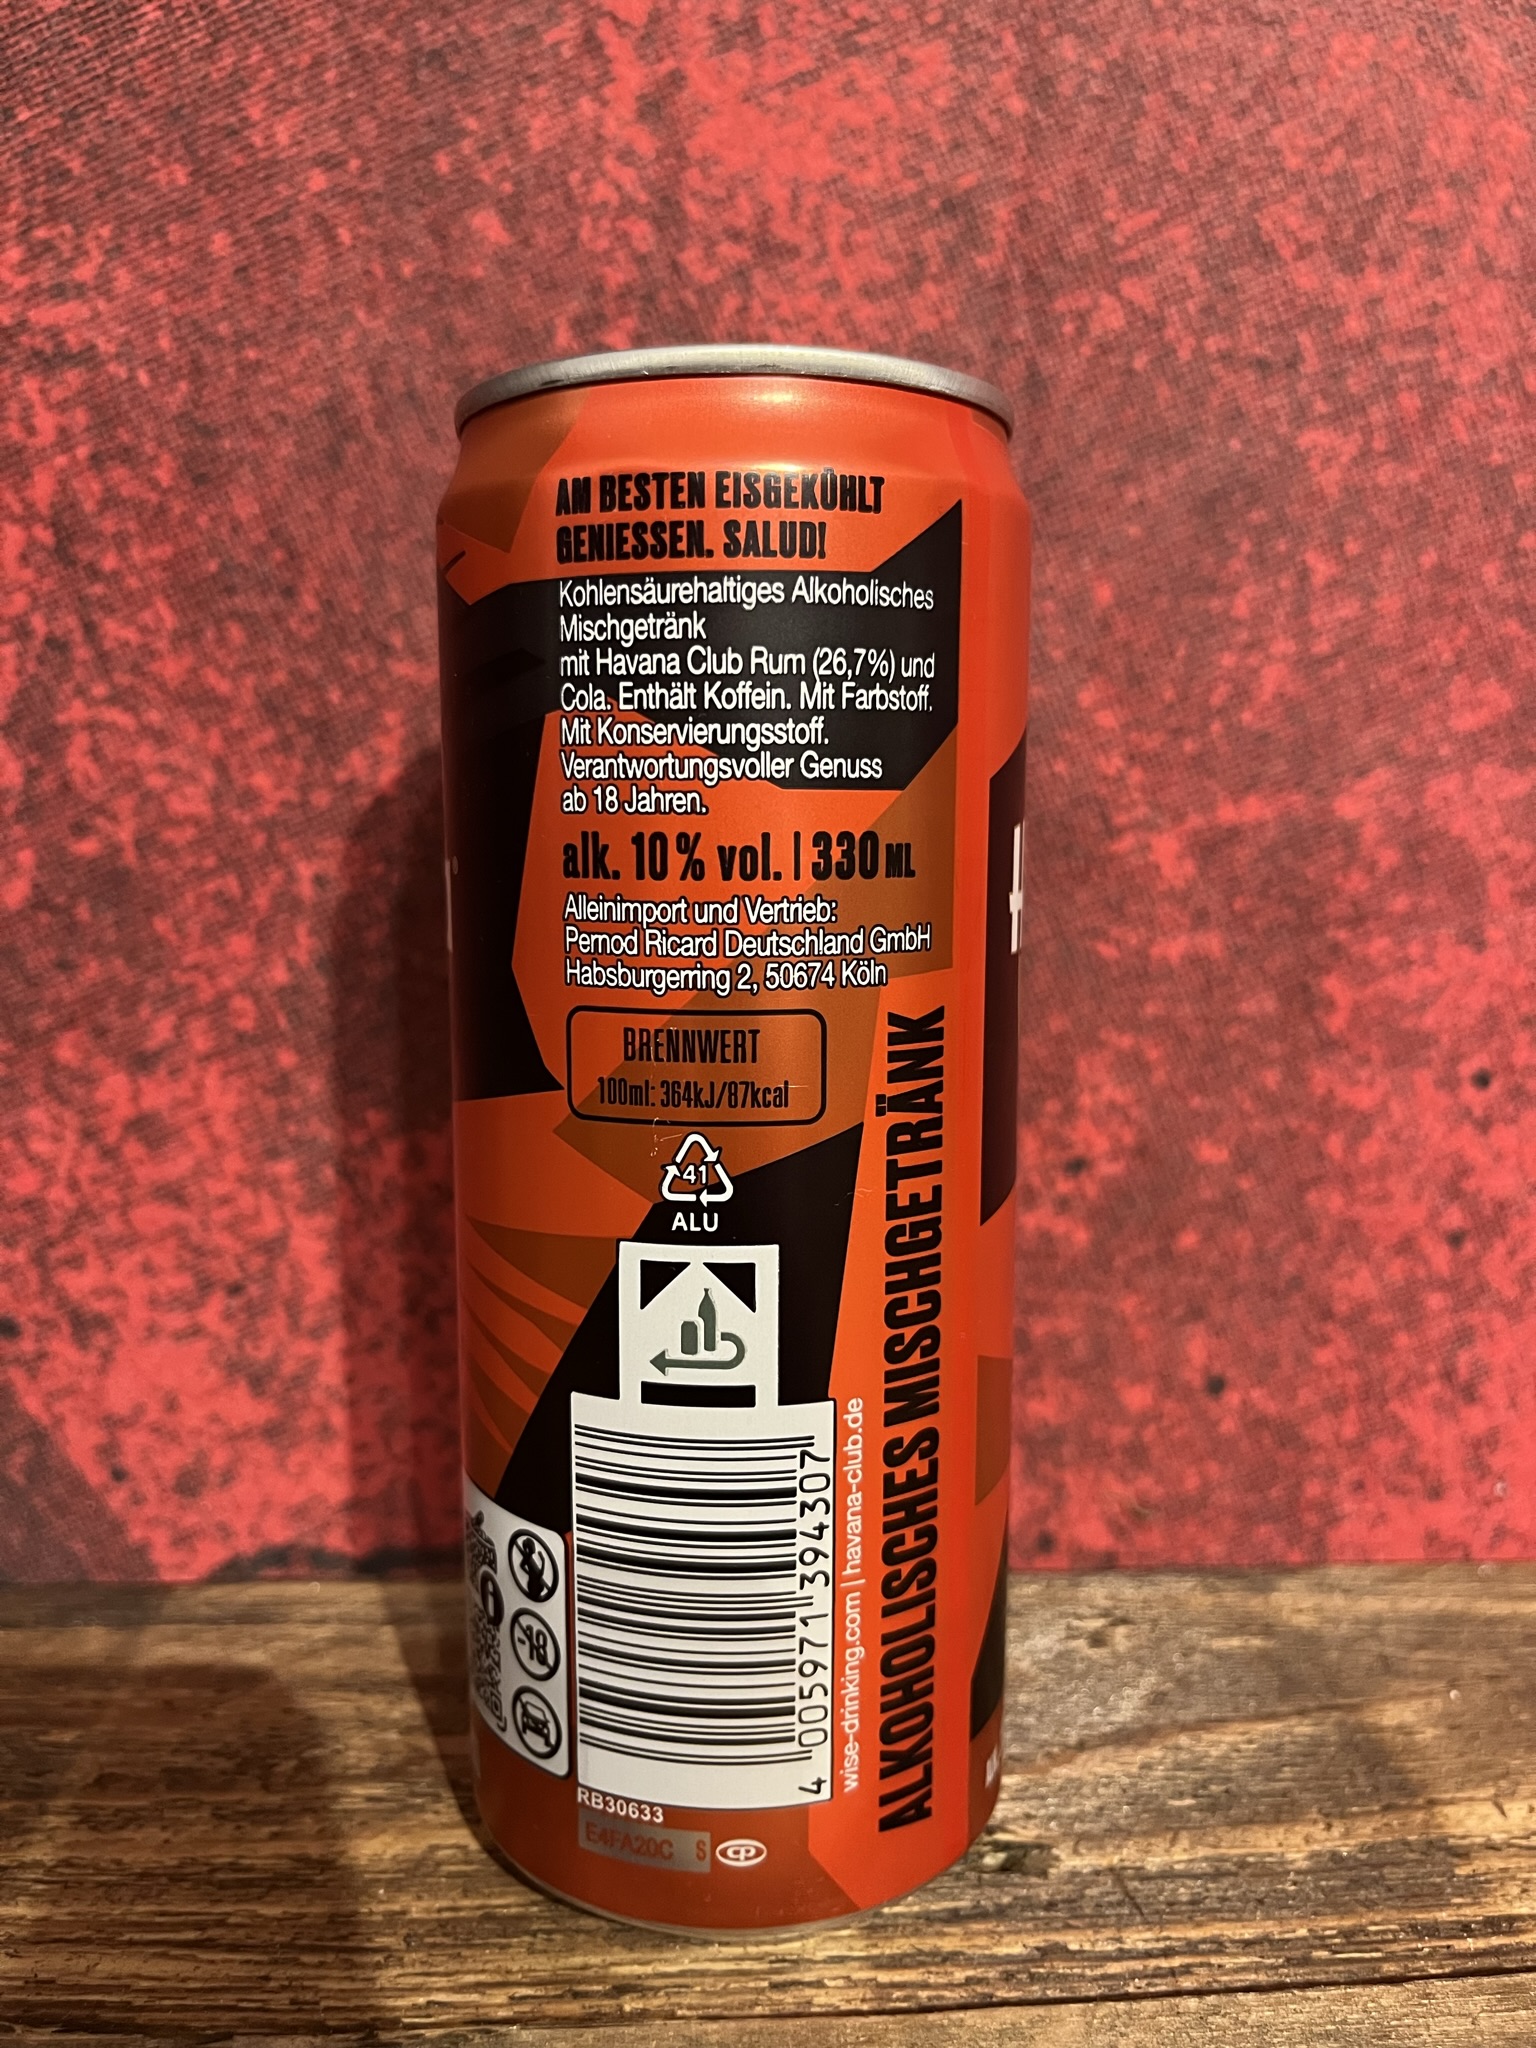 AM BESTEN EISGEKÜHLT
GENIESSEN. SALUD!
Kohlensäurehaltiges Alkoholisches
Mischgetränk
mit Havana Club Rum (26,7%) und
Cola. Enthält Koffein. Mit Farbstoff.
Mit Konservierungsstoff.
Verantwortungsvoller Genuss
ab 18 Jahren.
alk. 10% vol. | 330 ML
Alleinimport und Vertrieb:
Pernod Ricard Deutschland GmbH
Habsburgerring 2, 50674 Köln
BRENNWERT
100ml: 364kJ/87kcal
41
ALU
4 005971 394307
wise-drinking.com | havana-club.de
ALKOHOLISCHES MISCHGETRÄNK
-18
RB30633
E4FA20C S
CP